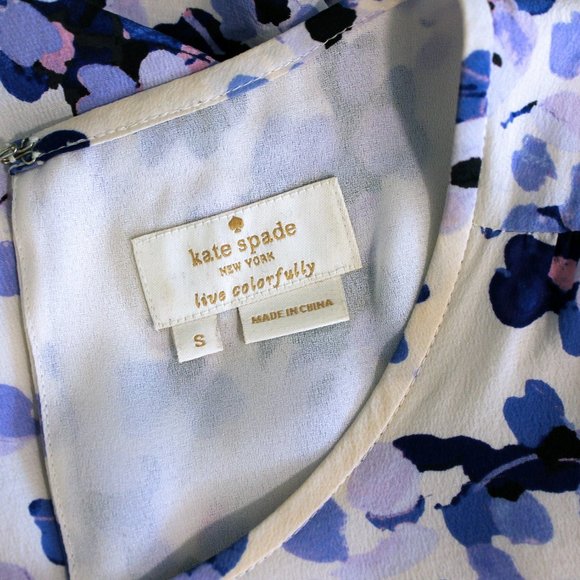 kate spade
NEW YORK
live colorfully
S
MADE IN CHINA